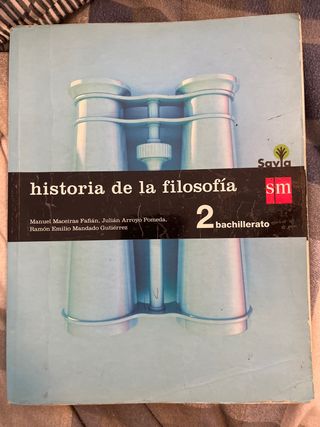 Savia
historia de la filosofía
sm
Manuel Maceiras Fafián, Julián Arroyo Pomeda,
Ramón Emilio Mandado Gutiérrez
2 bachillerato